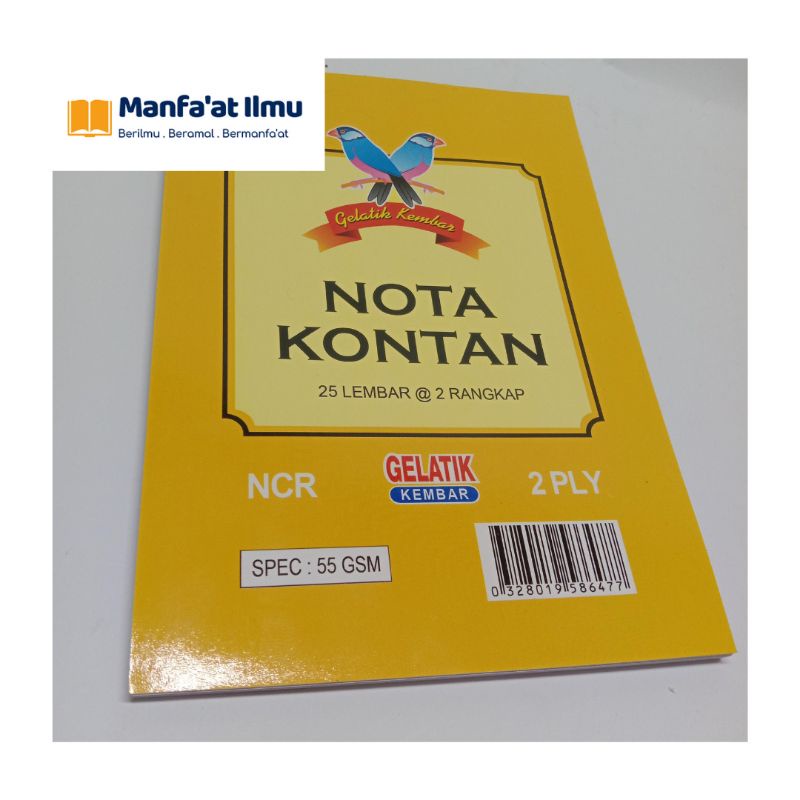 Manfa'at Ilmu
Berilmu . Beramal . Bermanfa'at
Gelatik Kembar
NOTA
KONTAN
25 LEMBAR @ 2 RANGKAP
NCR
GELATIK
KEMBAR
2 PLY
SPEC : 55 GSM
0 328019 586477